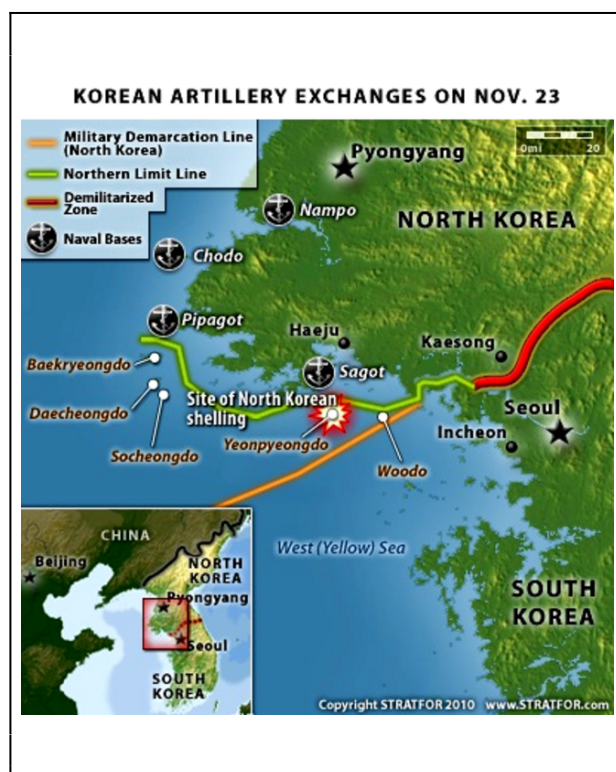 KOREAN ARTILLERY EXCHANGES ON NOV. 23
Military Demarcation Line
(North Korea)
Northern Limit Line
Demilitarized
Zone
Naval Bases
0mi 20
Pyongyang
Nampo
NORTH KOREA
Chodo
Pipagot
Haeju
Kaesong
Baekryeongdo
Sagot
Daecheongdo
Site of North Korean
shelling
Seoul
Socheongdo
Yeonpyeongdo
Incheon
Woodo
West (Yellow) Sea
SOUTH
KOREA
CHINA
Beijing
NORTH
KOREA
Pyongyang
Seoul
SOUTH
KOREA
Copyright STRATFOR 2010 www.STRATFOR.com